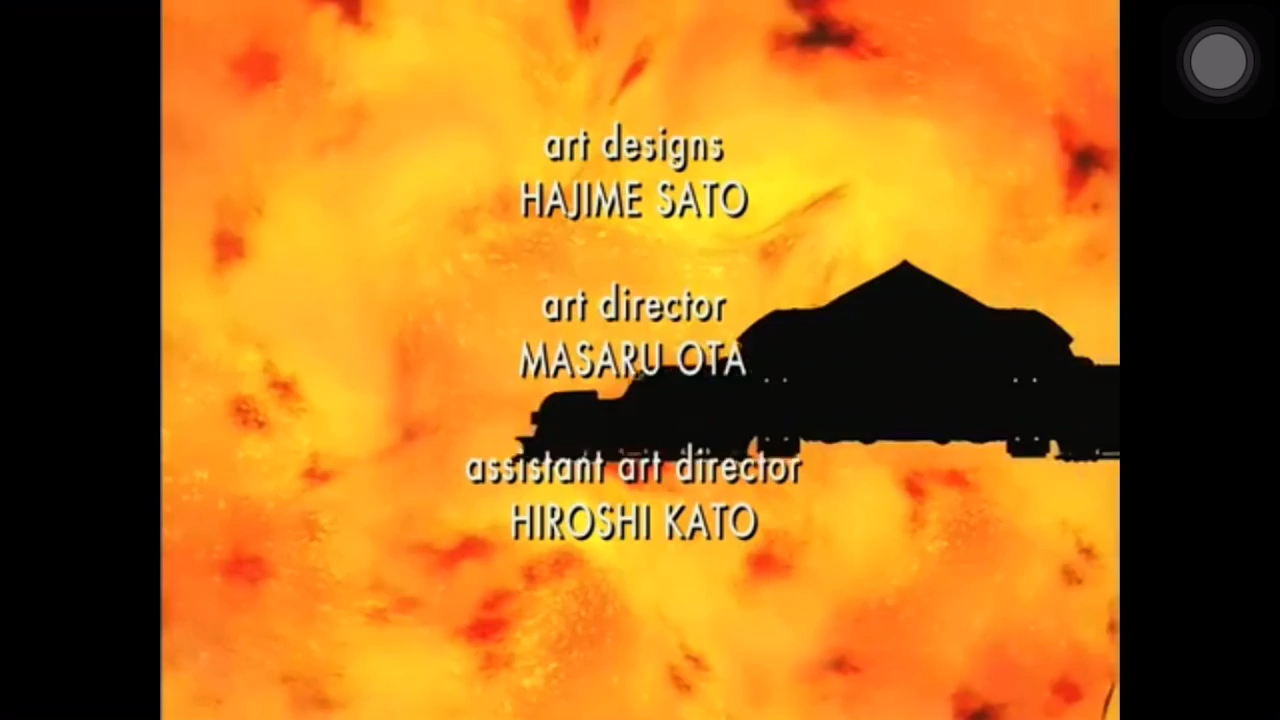 art designs
HAJIME SATO
art director
MASARU OTA
assistant art director
HIROSHI KATO